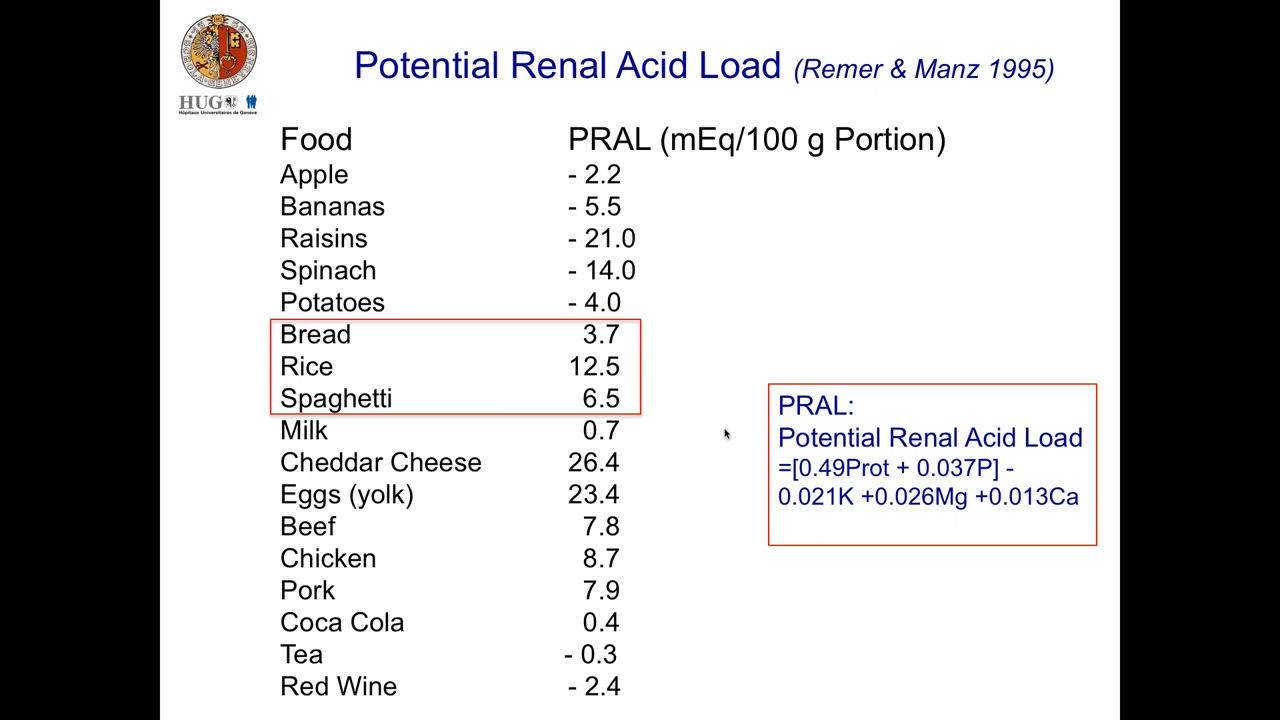 Potential Renal Acid Load (Remer & Manz 1995)
HUG
Hôpitaux Universitaires de Genève
Food PRAL (mEq/100 g Portion)
Apple - 2.2
Bananas - 5.5
Raisins - 21.0
Spinach - 14.0
Potatoes - 4.0
Bread 3.7
Rice 12.5
Spaghetti 6.5
Milk 0.7
Cheddar Cheese 26.4
Eggs (yolk) 23.4
Beef 7.8
Chicken 8.7
Pork 7.9
Coca Cola 0.4
Tea - 0.3
Red Wine - 2.4
PRAL:
Potential Renal Acid Load
=[0.49Prot + 0.037P] -
0.021K +0.026Mg +0.013Ca